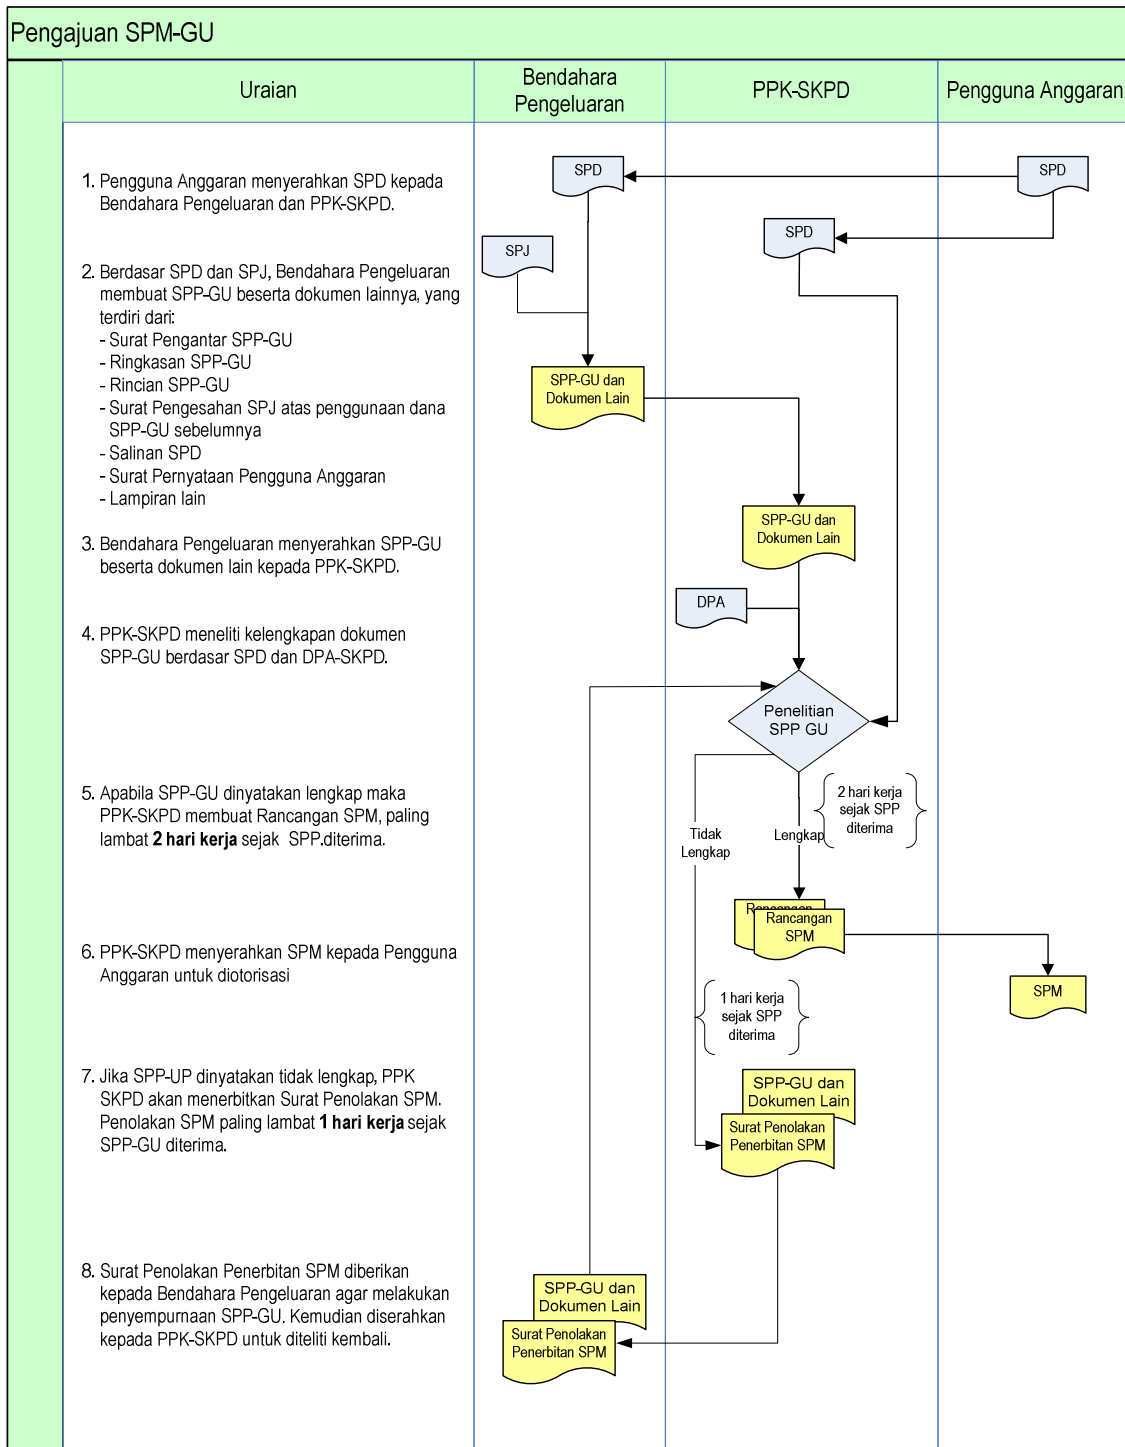 Pengajuan SPM-GU
Uraian
Bendahara
Pengeluaran
PPK-SKPD
Pengguna Anggaran
1. Pengguna Anggaran menyerahkan SPD kepada
Bendahara Pengeluaran dan PPK-SKPD.
2. Berdasar SPD dan SPJ, Bendahara Pengeluaran
membuat SPP-GU beserta dokumen lainnya, yang
terdiri dari:
- Surat Pengantar SPP-GU
- Ringkasan SPP-GU
- Rincian SPP-GU
- Surat Pengesahan SPJ atas penggunaan dana
SPP-GU sebelumnya
- Salinan SPD
- Surat Pernyataan Pengguna Anggaran
- Lampiran lain
3. Bendahara Pengeluaran menyerahkan SPP-GU
beserta dokumen lain kepada PPK-SKPD.
4. PPK-SKPD meneliti kelengkapan dokumen
SPP-GU berdasar SPD dan DPA-SKPD.
5. Apabila SPP-GU dinyatakan lengkap maka
PPK-SKPD membuat Rancangan SPM, paling
lambat 2 hari kerja sejak SPP.diterima.
6. PPK-SKPD menyerahkan SPM kepada Pengguna
Anggaran untuk diotorisasi
7. Jika SPP-UP dinyatakan tidak lengkap, PPK
SKPD akan menerbitkan Surat Penolakan SPM.
Penolakan SPM paling lambat 1 hari kerja sejak
SPP-GU diterima.
8. Surat Penolakan Penerbitan SPM diberikan
kepada Bendahara Pengeluaran agar melakukan
penyempurnaan SPP-GU. Kemudian diserahkan
kepada PPK-SKPD untuk diteliti kembali.
SPD
SPD
SPD
SPJ
SPP-GU dan
Dokumen Lain
SPP-GU dan
Dokumen Lain
DPA
Penelitian
SPP GU
2 hari kerja
sejak SPP
diterima
Tidak
Lengkap
Lengkap
Rancangan
Rancangan
SPM
SPM
1 hari kerja
sejak SPP
diterima
SPP-GU dan
Dokumen Lain
Surat Penolakan
Penerbitan SPM
SPP-GU dan
Dokumen Lain
Surat Penolakan
Penerbitan SPM